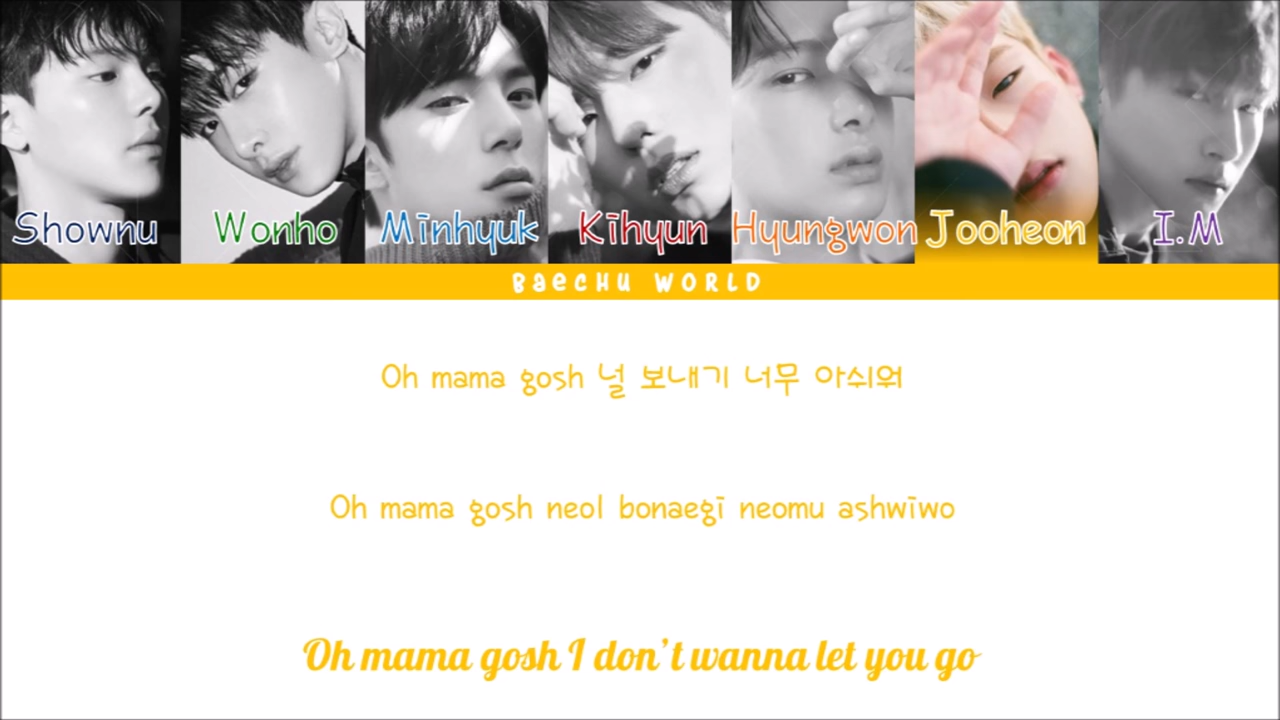 Shownu Wonho Minhyuk Kihyun Hyungwon Jooheon I.M
BaecHu WORLD
Oh mama gosh 널 보내기 너무 아쉬워
Oh mama gosh neol bonaegi neomu ashwiwo
Oh mama gosh I don't wanna let you go